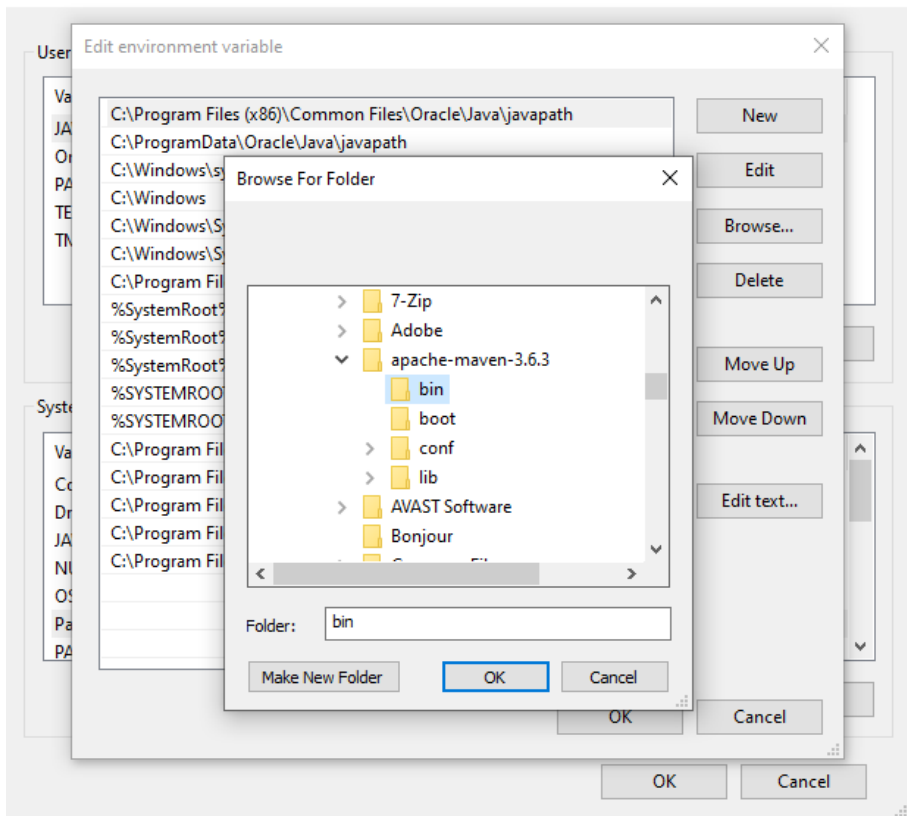 Edit environment variable
User
Va
JA
Or
PA
TE
TM
C:\Program Files (x86)\Common Files\Oracle\Java\javapath
C:\ProgramData\Oracle\Java\javapath
C:\Windows\sy
C:\Windows
C:\Windows\Sy
C:\Windows\Sy
C:\Program Fil
%SystemRoot%
%SystemRoot%
%SystemRoot%
%SYSTEMROO
%SYSTEMROO
C:\Program Fil
C:\Program Fil
C:\Program Fil
C:\Program Fil
C:\Program Fil
New
Edit
Browse...
Delete
Move Up
Move Down
Edit text...
Browse For Folder
7-Zip
Adobe
apache-maven-3.6.3
bin
boot
conf
lib
AVAST Software
Bonjour
Folder: bin
Make New Folder OK Cancel
Syste
Va
Co
Dr
JA
NU
OS
Pa
PA
OK Cancel
OK Cancel